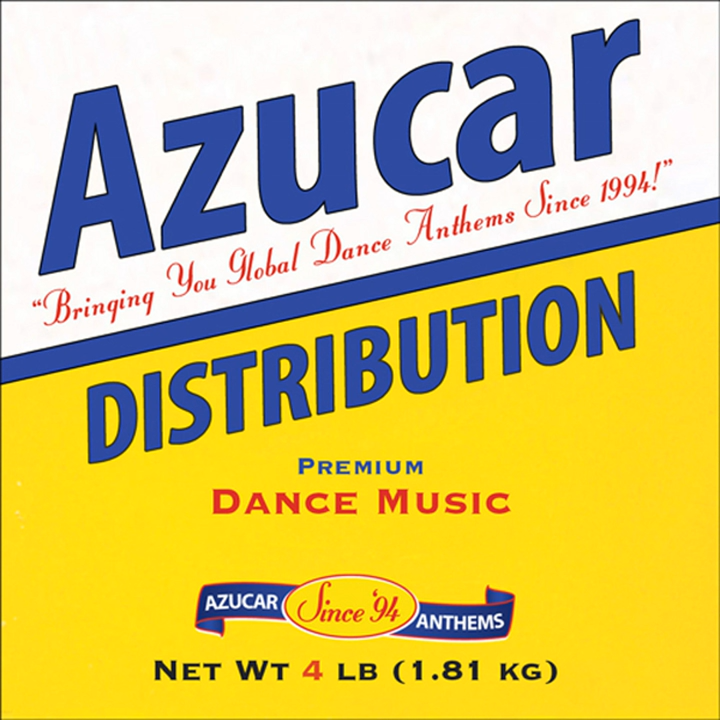 Azucar
“Bringing You Global Dance Anthems Since 1994!”
DISTRIBUTION
PREMIUM
DANCE MUSIC
AZUCAR Since '94 ANTHEMS
NET WT 4 LB (1.81 KG)